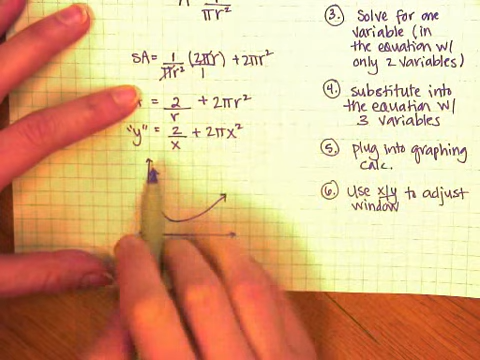 1
πr²
SA = 1/πr² (2πr)/1 + 2πr²
= 2/r + 2πr²
"y" = 2/x + 2πx²
3. Solve for one
variable (in
the equation w/
only 2 variables)
4. substitute into
the equation w/
3 variables
5. plug into graphing
calc.
6. Use x/y to adjust
window